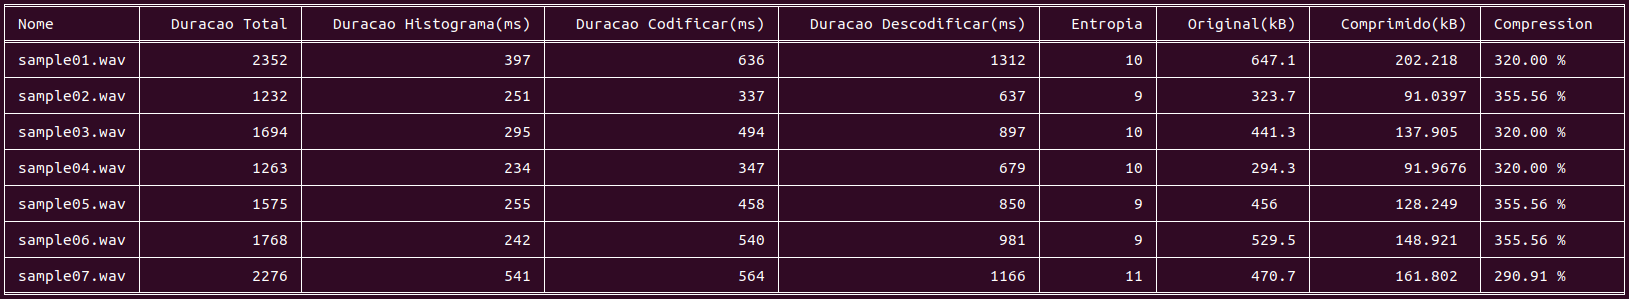 Nome Duracao Total Duracao Histograma(ms) Duracao Codificar(ms) Duracao Descodificar(ms) Entropia Original(kB) Comprimido(kB) Compression
sample01.wav 2352 397 636 1312 10 647.1 202.218 320.00 %
sample02.wav 1232 251 337 637 9 323.7 91.0397 355.56 %
sample03.wav 1694 295 494 897 10 441.3 137.905 320.00 %
sample04.wav 1263 234 347 679 10 294.3 91.9676 320.00 %
sample05.wav 1575 255 458 850 9 456 128.249 355.56 %
sample06.wav 1768 242 540 981 9 529.5 148.921 355.56 %
sample07.wav 2276 541 564 1166 11 470.7 161.802 290.91 %